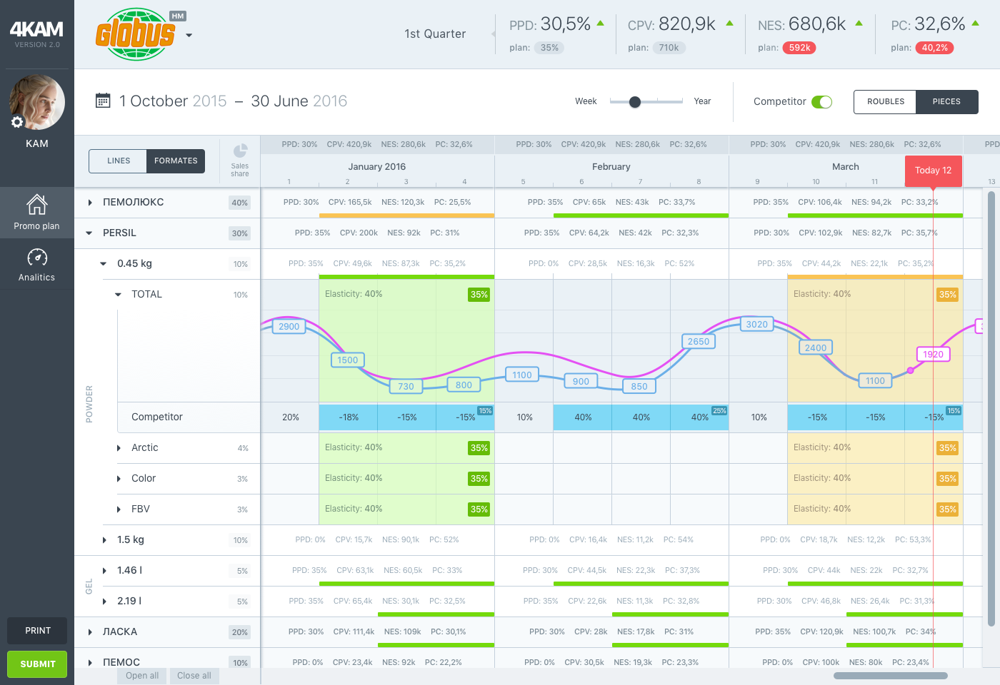 4KAM
VERSION 2.0
KAM
Promo plan
Analitics
PRINT
SUBMIT
Globus
HM
1st Quarter
PPD: 30,5%
plan: 35%
CPV: 820,9k
plan: 710k
NES: 680,6k
plan: 592k
PC: 32,6%
plan: 40,2%
1 October 2015 – 30 June 2016
Week
Year
Competitor
ROUBLES PIECES
LINES FORMATES
Sales
share
PPD: 30% CPV: 420,9k NES: 280,6k PC: 32,6% PPD: 30% CPV: 420,9k NES: 280,6k PC: 32,6% PPD: 30% CPV: 420,9k NES: 280,6k PC: 32,6% PPD
January 2016 February March
Today 12
1 2 3 4 5 6 7 8 9 10 11 13
ПЕМОЛЮКС 40% PPD: 30% CPV: 165,5k NES: 120,3k PC: 25,5% PPD: 35% CPV: 65k NES: 43k PC: 33,7% PPD: 35% CPV: 106,4k NES: 94,2k PC: 33,2%
PERSIL 30% PPD: 35% CPV: 200k NES: 92k PC: 31% PPD: 35% CPV: 64,2k NES: 42k PC: 32,3% PPD: 30% CPV: 102,9k NES: 82,7k PC: 35,7%
0.45 kg 10% PPD: 35% CPV: 49,6k NES: 87,3k PC: 35,2% PPD: 0% CPV: 28,5k NES: 16,3k PC: 52% PPD: 35% CPV: 44,2k NES: 22,1k PC: 35,2%
TOTAL 10% Elasticity: 40% 35% Elasticity: 40% 35%
2900 1500 730 800 1100 900 850 2650 3020 2400 1100 1920
POWDER
Competitor 20% -18% -15% -15% 15% 10% 40% 40% 40% 25% 10% -15% -15% -15% 15%
Arctic 4% Elasticity: 40% 35% Elasticity: 40% 35%
Color 3% Elasticity: 40% 35% Elasticity: 40% 35%
FBV 3% Elasticity: 40% 35% Elasticity: 40% 35%
1.5 kg 10% PPD: 0% CPV: 15,7k NES: 90,1k PC: 52% PPD: 0% CPV: 16,4k NES: 11,2k PC: 54% PPD: 0% CPV: 18,7k NES: 12,2k PC: 53,3%
GEL
1.46 l 5% PPD: 35% CPV: 63,1k NES: 60,5k PC: 33% PPD: 30% CPV: 44,5k NES: 22,3k PC: 37,3% PPD: 30% CPV: 44k NES: 22k PC: 32,7%
2.19 l 5% PPD: 35% CPV: 65,4k NES: 30,1k PC: 32,5% PPD: 35% CPV: 22,6k NES: 11,3k PC: 32,8% PPD: 30% CPV: 46,8k NES: 26,4k PC: 31,3%
ЛАСКА 20% PPD: 30% CPV: 111,4k NES: 109k PC: 30,1% PPD: 30% CPV: 28k NES: 17,8k PC: 31% PPD: 35% CPV: 120,9k NES: 100,7k PC: 34%
ПЕМОС 10% PPD: 0% CPV: 23,4k NES: 92k PC: 22,2% PPD: 0% CPV: 30,5k NES: 19,3k PC: 23,3% PPD: 0% CPV: 100k NES: 80k PC: 23,4%
Open all Close all